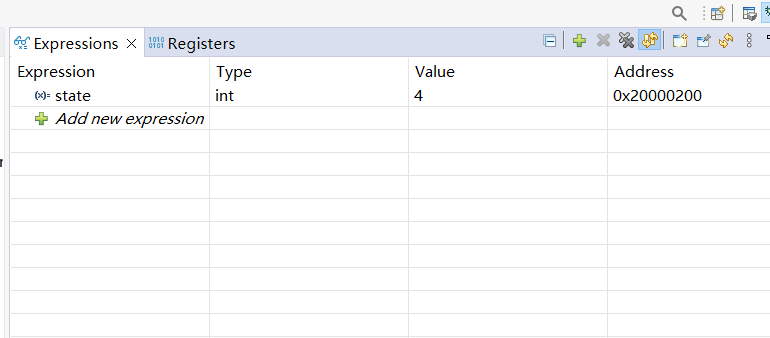 Expressions Registers
Expression Type Value Address
(x)= state int 4 0x20000200
Add new expression